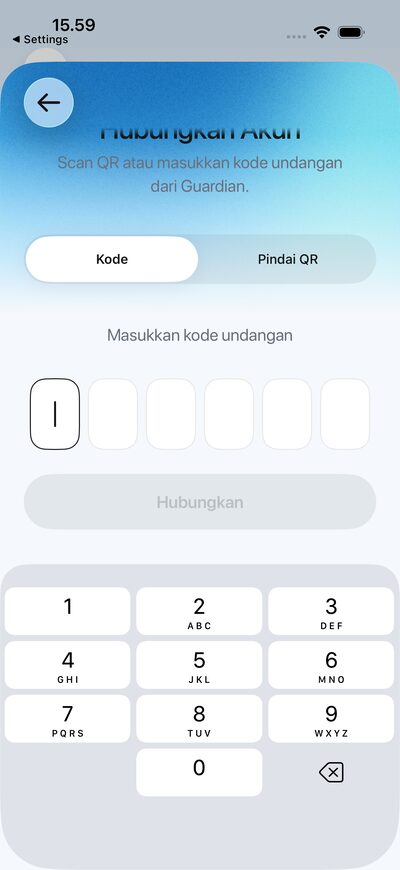 15.59
◀ Settings
Hubungkan Akun
Scan QR atau masukkan kode undangan
dari Guardian.
Kode
Pindai QR
Masukkan kode undangan
Hubungkan
1
2
ABC
3
DEF
4
GHI
5
JKL
6
MNO
7
PQRS
8
TUV
9
WXYZ
0